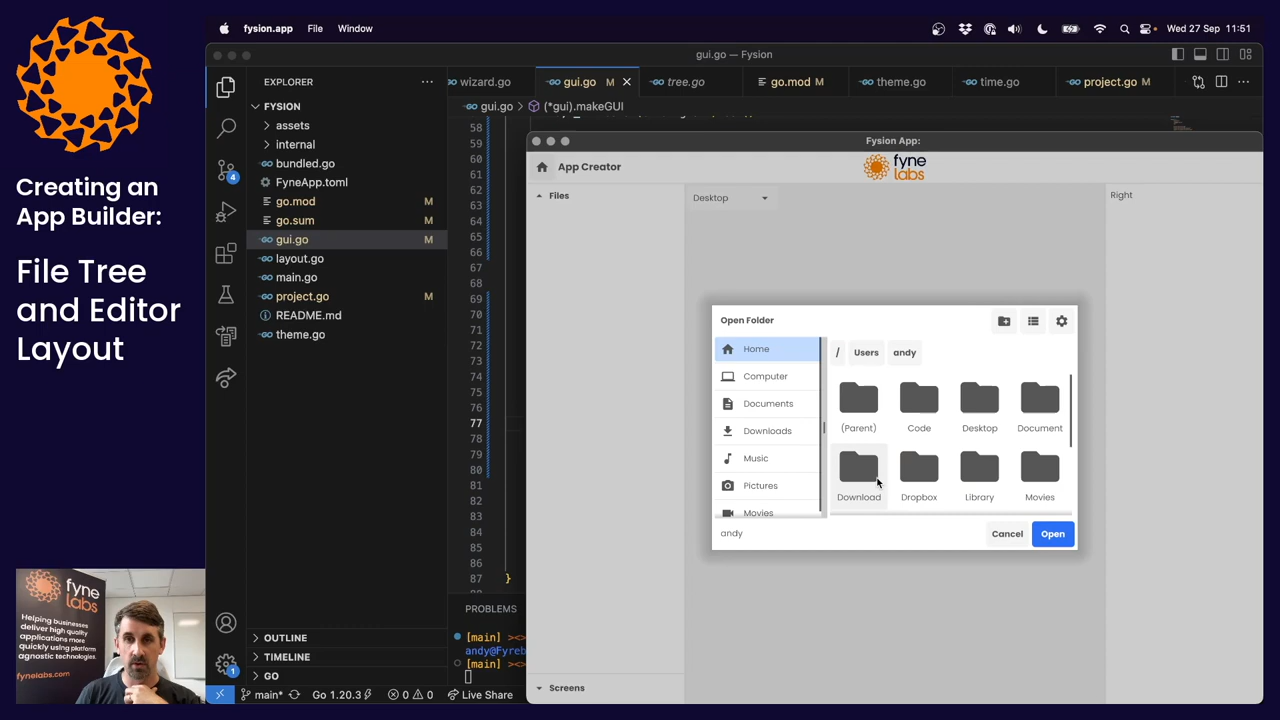 fysion.app File Window Wed 27 Sep 11:51
gui.go — Fysion
EXPLORER
wizard.go
gui.go M
tree.go
go.mod M
theme.go
time.go
project.go M
gui.go > (*gui).makeGUI
FYSION
assets
internal
bundled.go
FyneApp.toml
go.mod M
go.sum M
gui.go M
layout.go
main.go
project.go M
README.md
theme.go
OUTLINE
TIMELINE
GO
4
1
58
59
60
61
62
63
64
65
66
67
68
69
70
71
72
73
74
75
76
77
78
79
80
81
82
83
84
85
86
87 }
PROBLEMS
[main] ><>
andy@Fyreb
[main] ><>
main* Go 1.20.3 0 0 Live Share
Fysion App:
App Creator
fyne
labs
Files
Desktop
Right
Screens
Open Folder
Home
Computer
Documents
Downloads
Music
Pictures
Movies
/ Users andy
(Parent) Code Desktop Document
Download Dropbox Library Movies
andy
Cancel Open
Creating an
App Builder:
File Tree
and Editor
Layout
fyne
labs
Helping businesses
deliver high quality
applications more
quickly using platform
agnostic technologies.
fynelabs.com